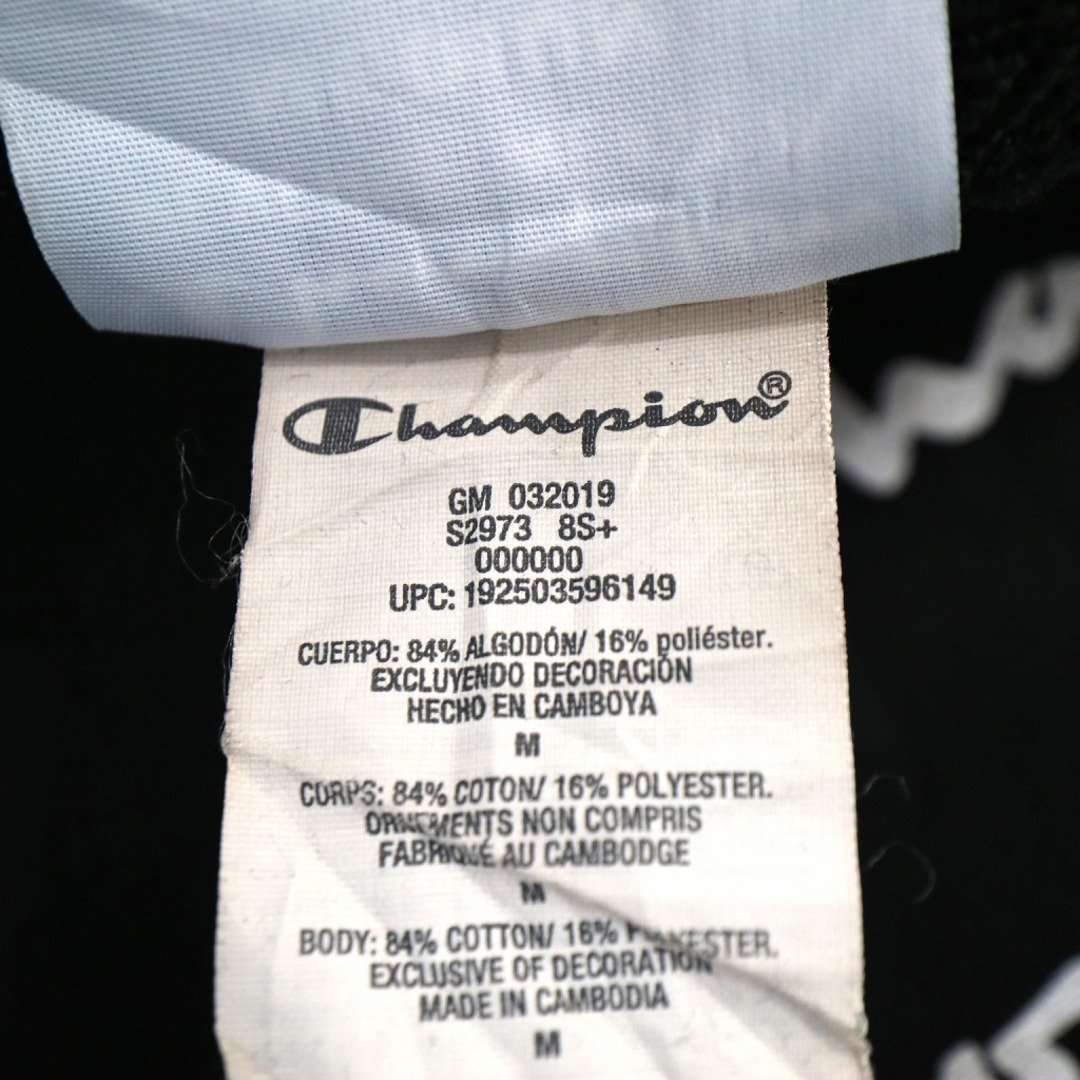 Champion®
GM 032019
S2973 8S+
000000
UPC: 192503596149
CUERPO: 84% ALGODÓN/ 16% poliéster.
EXCLUYENDO DECORACIÓN
HECHO EN CAMBOYA
M
CORPS: 84% COTON/ 16% POLYESTER.
ORNEMENTS NON COMPRIS
FABRIQUÉ AU CAMBODGE
M
BODY: 84% COTTON/ 16% POLYESTER.
EXCLUSIVE OF DECORATION
MADE IN CAMBODIA
M